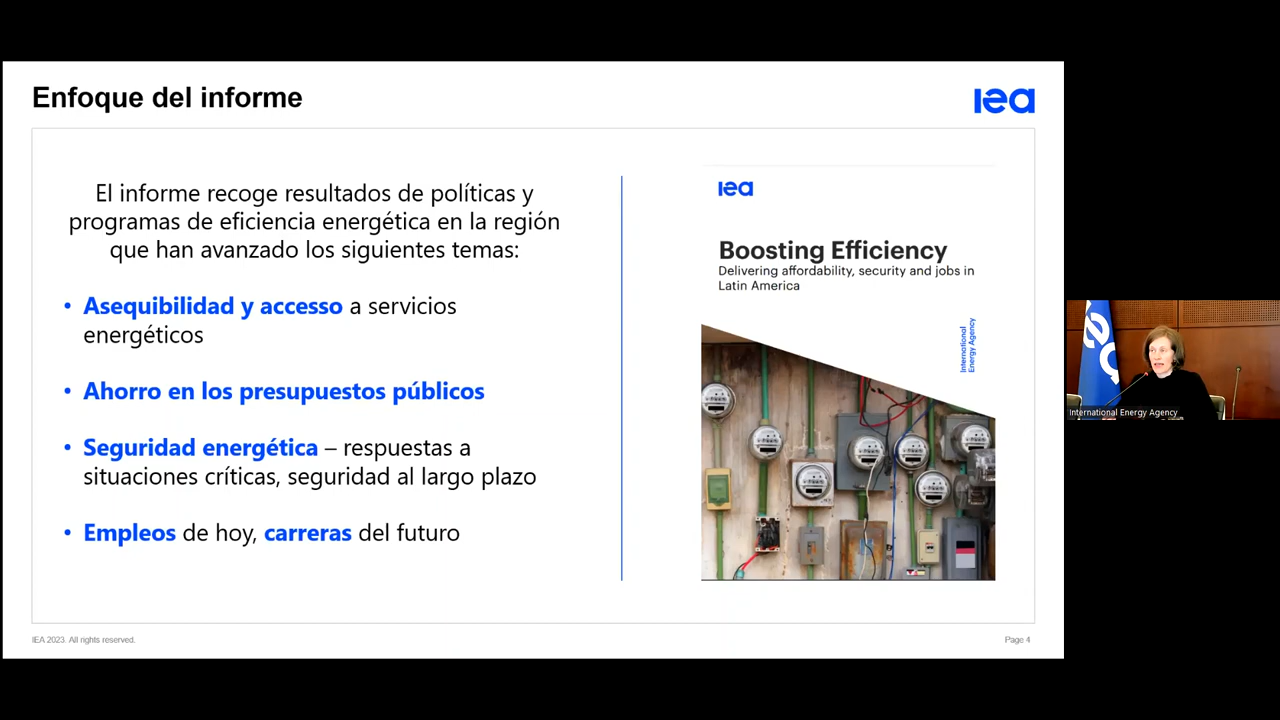 Enfoque del informe
iea
El informe recoge resultados de políticas y
programas de eficiencia energética en la región
que han avanzado los siguientes temas:
• Asequibilidad y accesso a servicios
energéticos
• Ahorro en los presupuestos públicos
• Seguridad energética – respuestas a
situaciones críticas, seguridad al largo plazo
• Empleos de hoy, carreras del futuro
iea
Boosting Efficiency
Delivering affordability, security and jobs in
Latin America
International
Energy Agency
IEA 2023. All rights reserved.
Page 4
iea
International Energy Agency